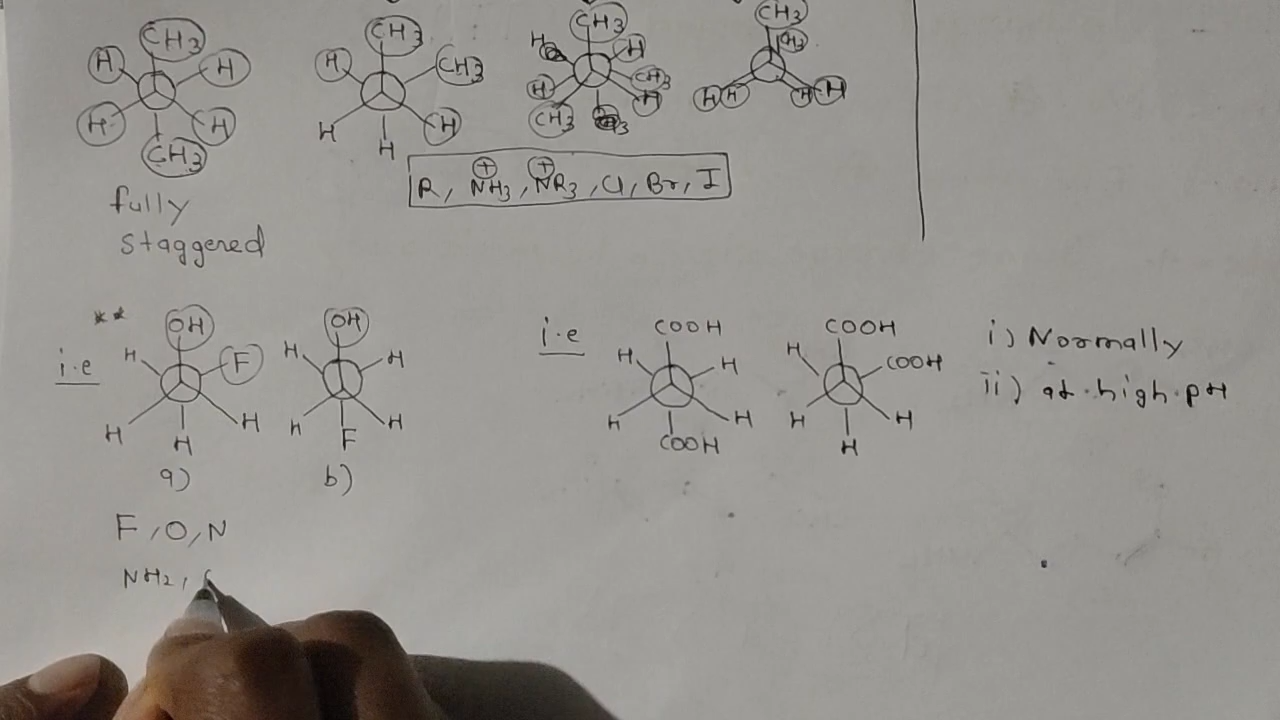 CH3 CH3 CH3 CH3
H H H CH3 H H CH3
H H H H H CH3 H H H H H
CH3 H CH3
R, NH3, NR3, Cl, Br, I
⊕ ⊕
fully
staggered
i.e ** OH OH
H F H H
H H H H H
H F
a) b)
i.e COOH COOH
H H H COOH
H H H H
COOH H
i) Normally
ii) at high pH
F, O, N
NH2,